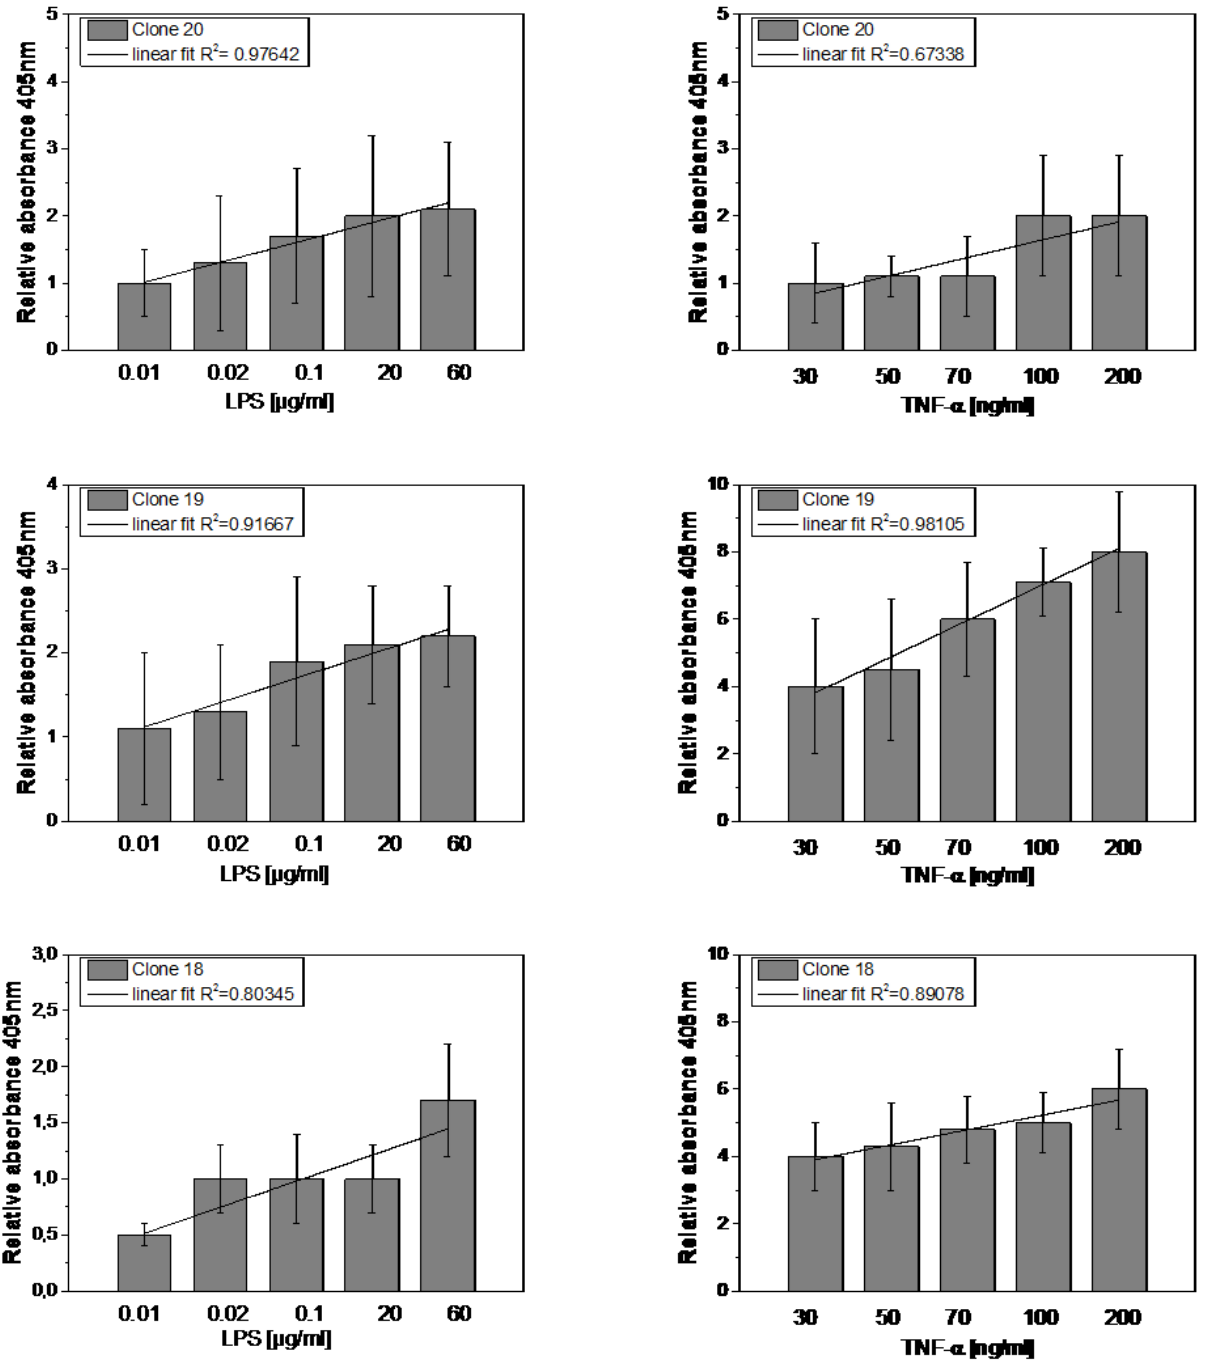 Clone 20
linear fit R²= 0.97642
Relative absorbance 405nm
5
4
3
2
1
0
0.01 0.02 0.1 20 60
LPS [µg/ml]
Clone 20
linear fit R²=0.67338
Relative absorbance 405nm
5
4
3
2
1
0
30 50 70 100 200
TNF-α [ng/ml]
Clone 19
linear fit R²=0.91667
Relative absorbance 405nm
4
3
2
1
0
0.01 0.02 0.1 20 60
LPS [µg/ml]
Clone 19
linear fit R²=0.98105
Relative absorbance 405nm
10
8
6
4
2
0
30 50 70 100 200
TNF-α [ng/ml]
Clone 18
linear fit R²=0.80345
Relative absorbance 405nm
3,0
2,5
2,0
1,5
1,0
0,5
0,0
0.01 0.02 0.1 20 60
LPS [µg/ml]
Clone 18
linear fit R²=0.89078
Relative absorbance 405nm
10
8
6
4
2
0
30 50 70 100 200
TNF-α [ng/ml]